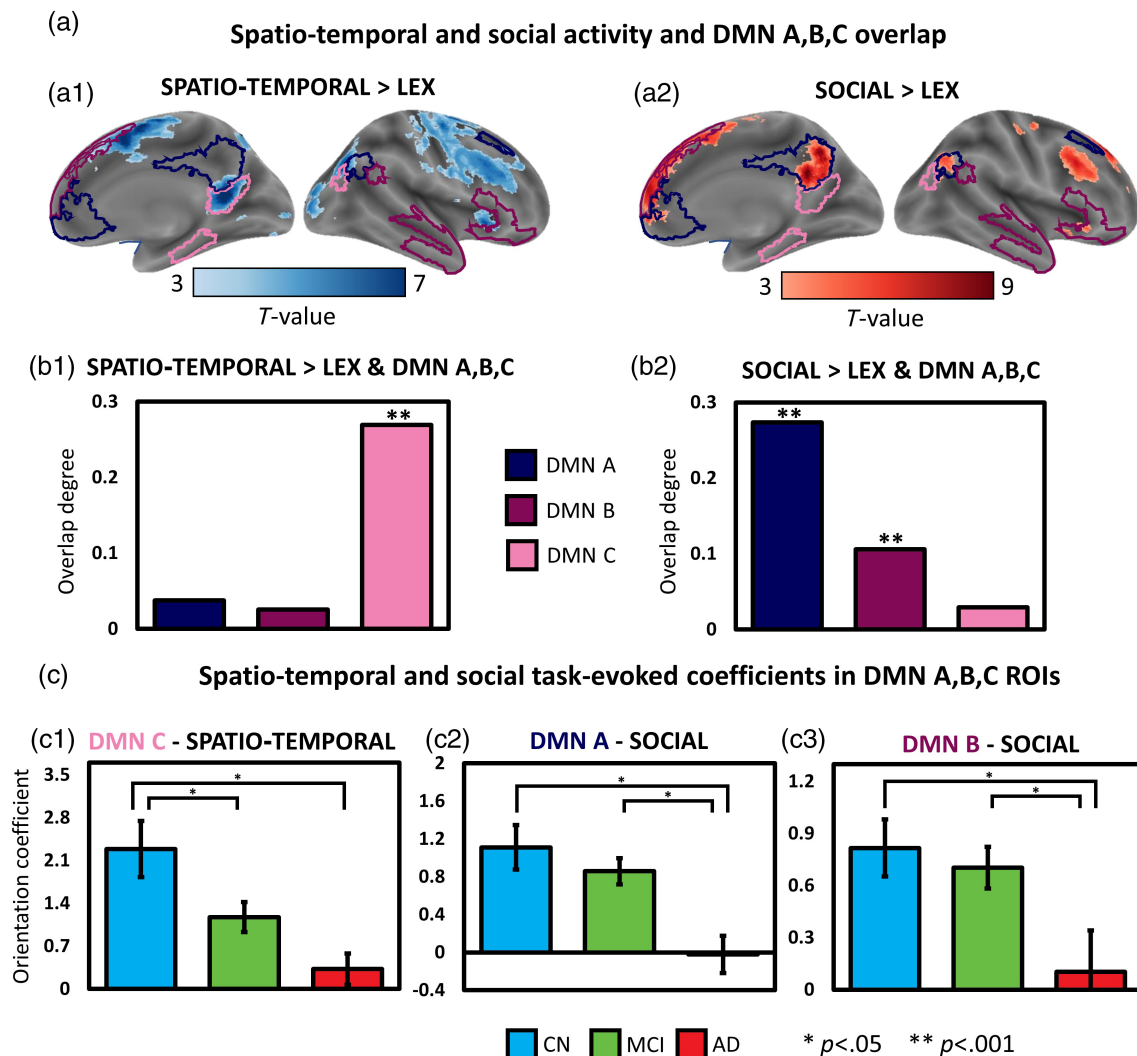 (a)
Spatio-temporal and social activity and DMN A,B,C overlap
(a1) SPATIO-TEMPORAL > LEX
(a2) SOCIAL > LEX
3 7
T-value
3 9
T-value
(b1) SPATIO-TEMPORAL > LEX & DMN A,B,C
Overlap degree
0.3
0.2
0.1
0
**
DMN A
DMN B
DMN C
(b2) SOCIAL > LEX & DMN A,B,C
Overlap degree
0.3
0.2
0.1
0
**
**
(c) Spatio-temporal and social task-evoked coefficients in DMN A,B,C ROIs
(c1) DMN C - SPATIO-TEMPORAL
Orientation coefficient
3.5
2.8
2.1
1.4
0.7
0
*
*
(c2) DMN A - SOCIAL
2
1.6
1.2
0.8
0.4
0
-0.4
*
*
(c3) DMN B - SOCIAL
1.2
0.9
0.6
0.3
0
*
*
CN MCI AD * p<.05 ** p<.001